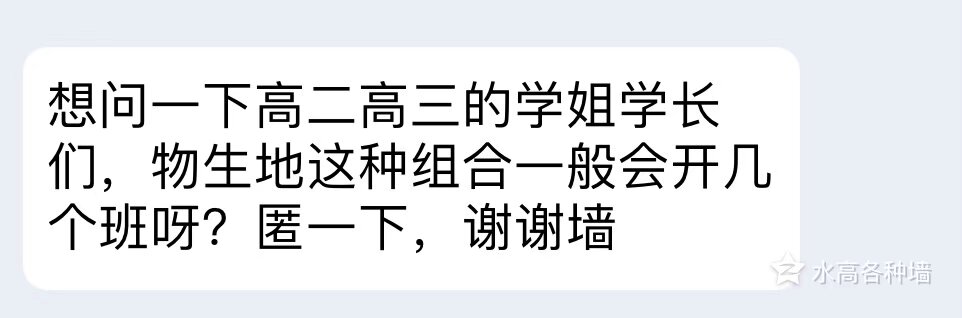 想问一下高二高三的学姐学长
们，物生地这种组合一般会开几
个班呀？匿一下，谢谢墙
水高各种墙